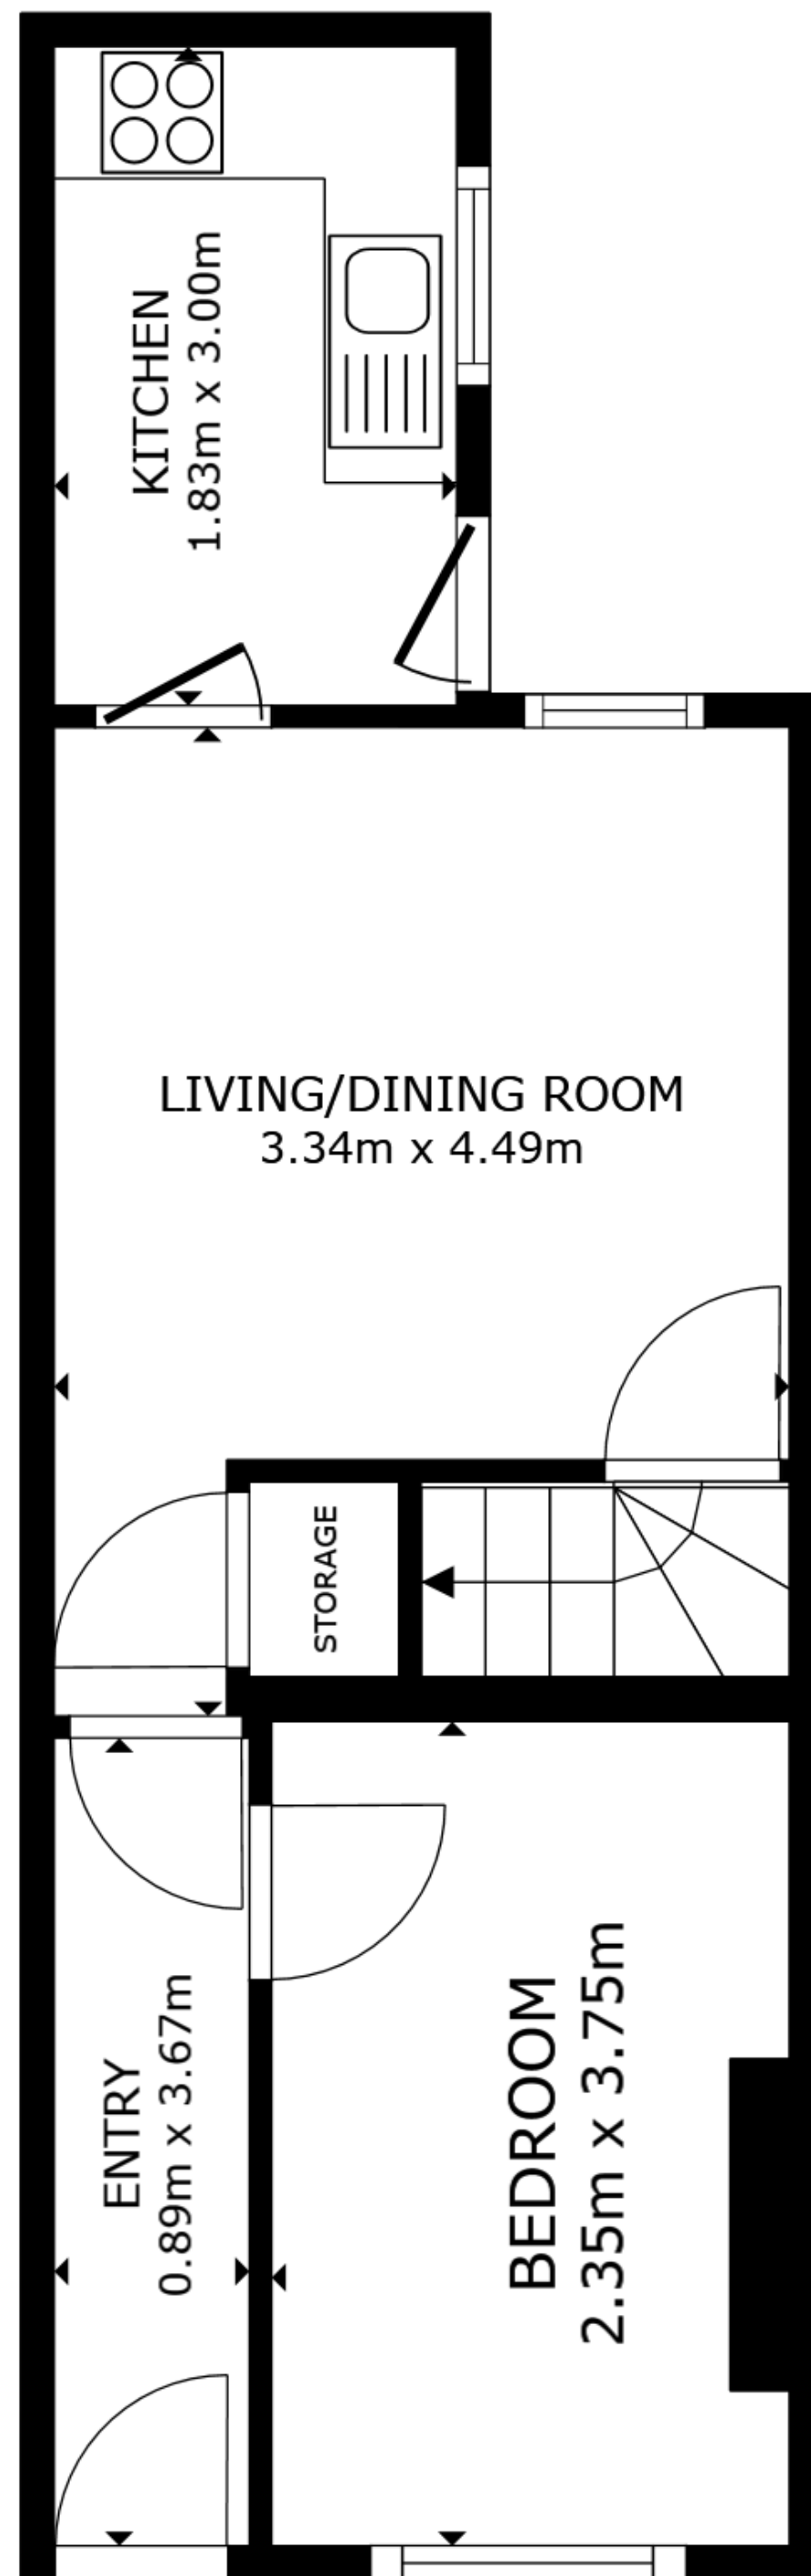 KITCHEN
1.83m x 3.00m
LIVING/DINING ROOM
3.34m x 4.49m
STORAGE
ENTRY
0.89m x 3.67m
BEDROOM
2.35m x 3.75m